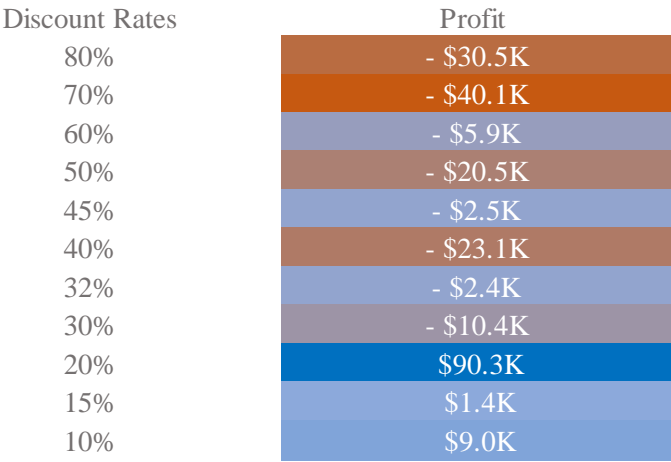 Discount Rates Profit
80% - $30.5K
70% - $40.1K
60% - $5.9K
50% - $20.5K
45% - $2.5K
40% - $23.1K
32% - $2.4K
30% - $10.4K
20% $90.3K
15% $1.4K
10% $9.0K